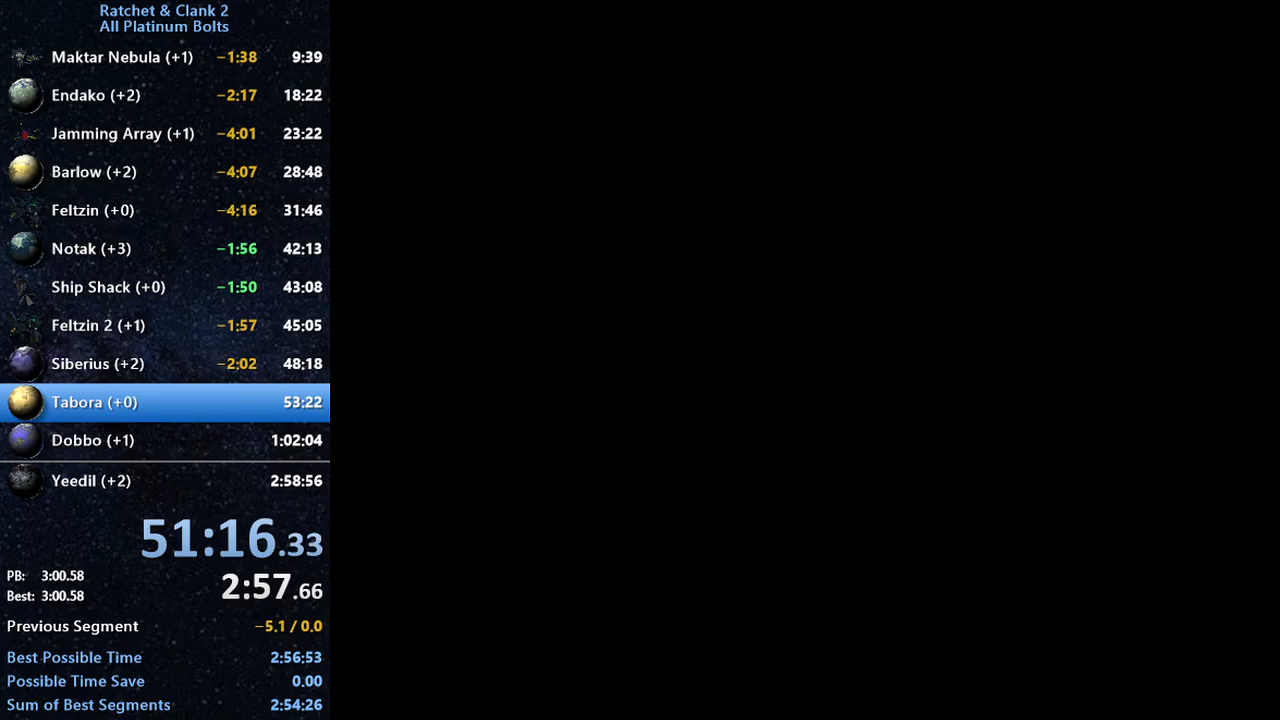 Ratchet & Clank 2
All Platinum Bolts
Maktar Nebula (+1) −1:38 9:39
Endako (+2) −2:17 18:22
Jamming Array (+1) −4:01 23:22
Barlow (+2) −4:07 28:48
Feltzin (+0) −4:16 31:46
Notak (+3) −1:56 42:13
Ship Shack (+0) −1:50 43:08
Feltzin 2 (+1) −1:57 45:05
Siberius (+2) −2:02 48:18
Tabora (+0) 53:22
Dobbo (+1) 1:02:04
Yeedil (+2) 2:58:56
51:16.33
PB: 3:00.58
Best: 3:00.58
2:57.66
Previous Segment −5.1 / 0.0
Best Possible Time 2:56:53
Possible Time Save 0.00
Sum of Best Segments 2:54:26